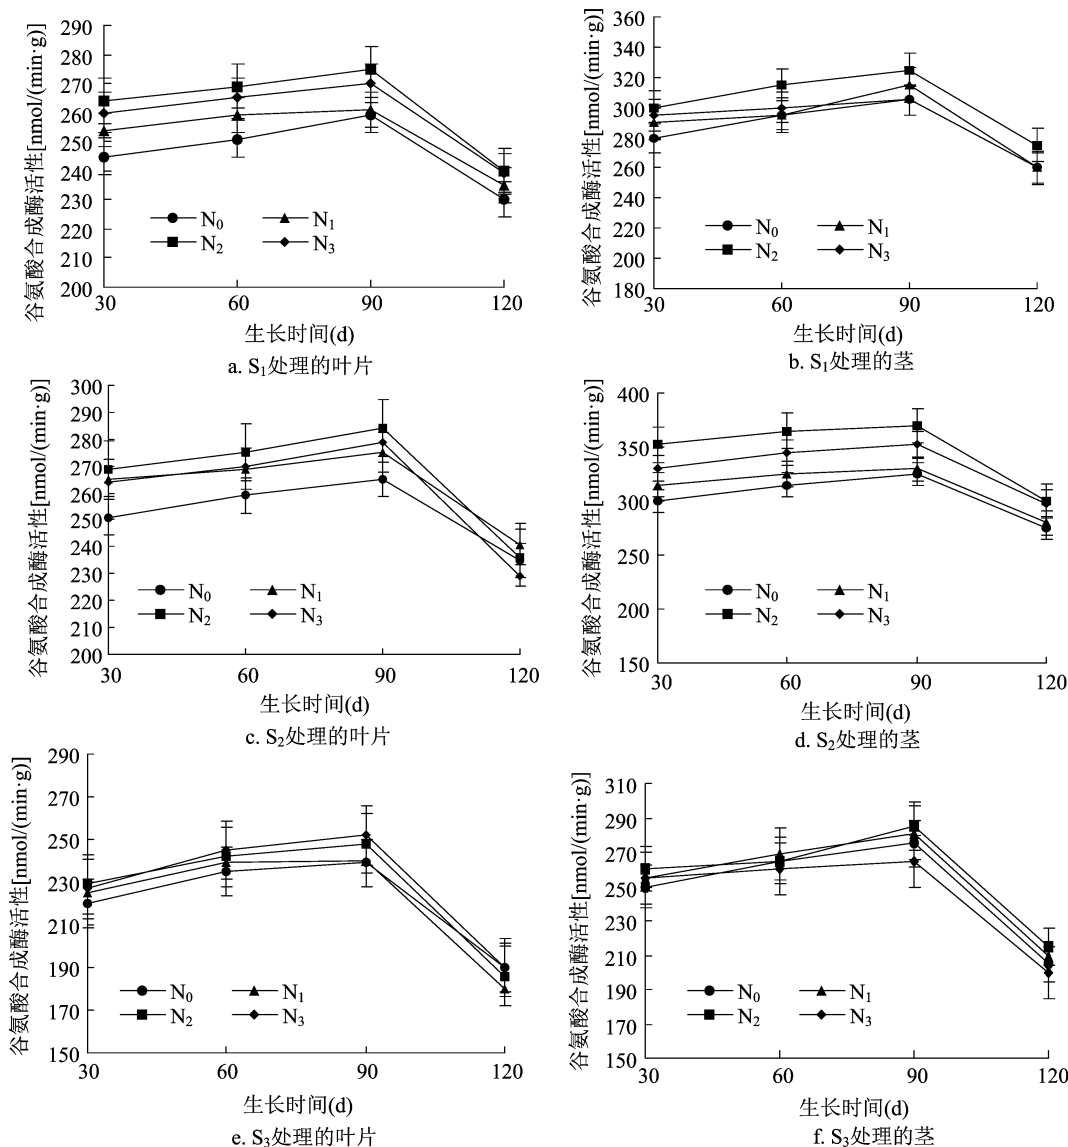 谷氨酸合成酶活性[nmol/(min·g)]
290
280
270
260
250
240
230
220
210
200
N0
N1
N2
N3
30
60
90
120
生长时间(d)
a. S1处理的叶片
谷氨酸合成酶活性[nmol/(min·g)]
360
340
320
300
280
260
240
220
200
180
N0
N1
N2
N3
30
60
90
120
生长时间(d)
b. S1处理的茎
谷氨酸合成酶活性[nmol/(min·g)]
300
290
280
270
260
250
240
230
220
210
200
N0
N1
N2
N3
30
60
90
120
生长时间(d)
c. S2处理的叶片
谷氨酸合成酶活性[nmol/(min·g)]
400
350
300
250
200
150
N0
N1
N2
N3
30
60
90
120
生长时间(d)
d. S2处理的茎
谷氨酸合成酶活性[nmol/(min·g)]
290
270
250
230
210
190
170
150
N0
N1
N2
N3
30
60
90
120
生长时间(d)
e. S3处理的叶片
谷氨酸合成酶活性[nmol/(min·g)]
310
290
270
250
230
210
190
170
150
N0
N1
N2
N3
30
60
90
120
生长时间(d)
f. S3处理的茎